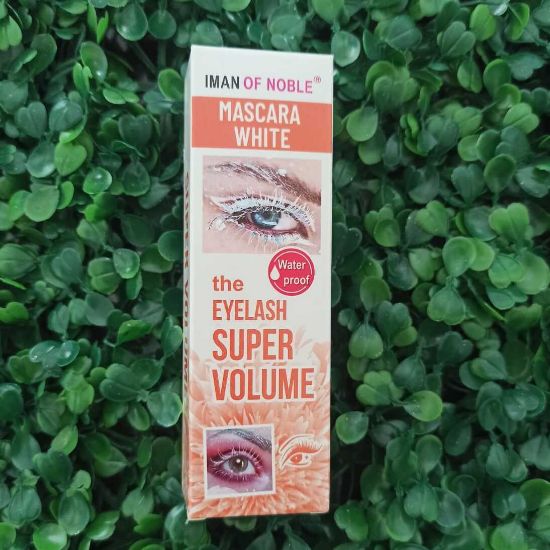 IMAN OF NOBLE®
MASCARA
WHITE
Water
proof
the
EYELASH
SUPER
VOLUME